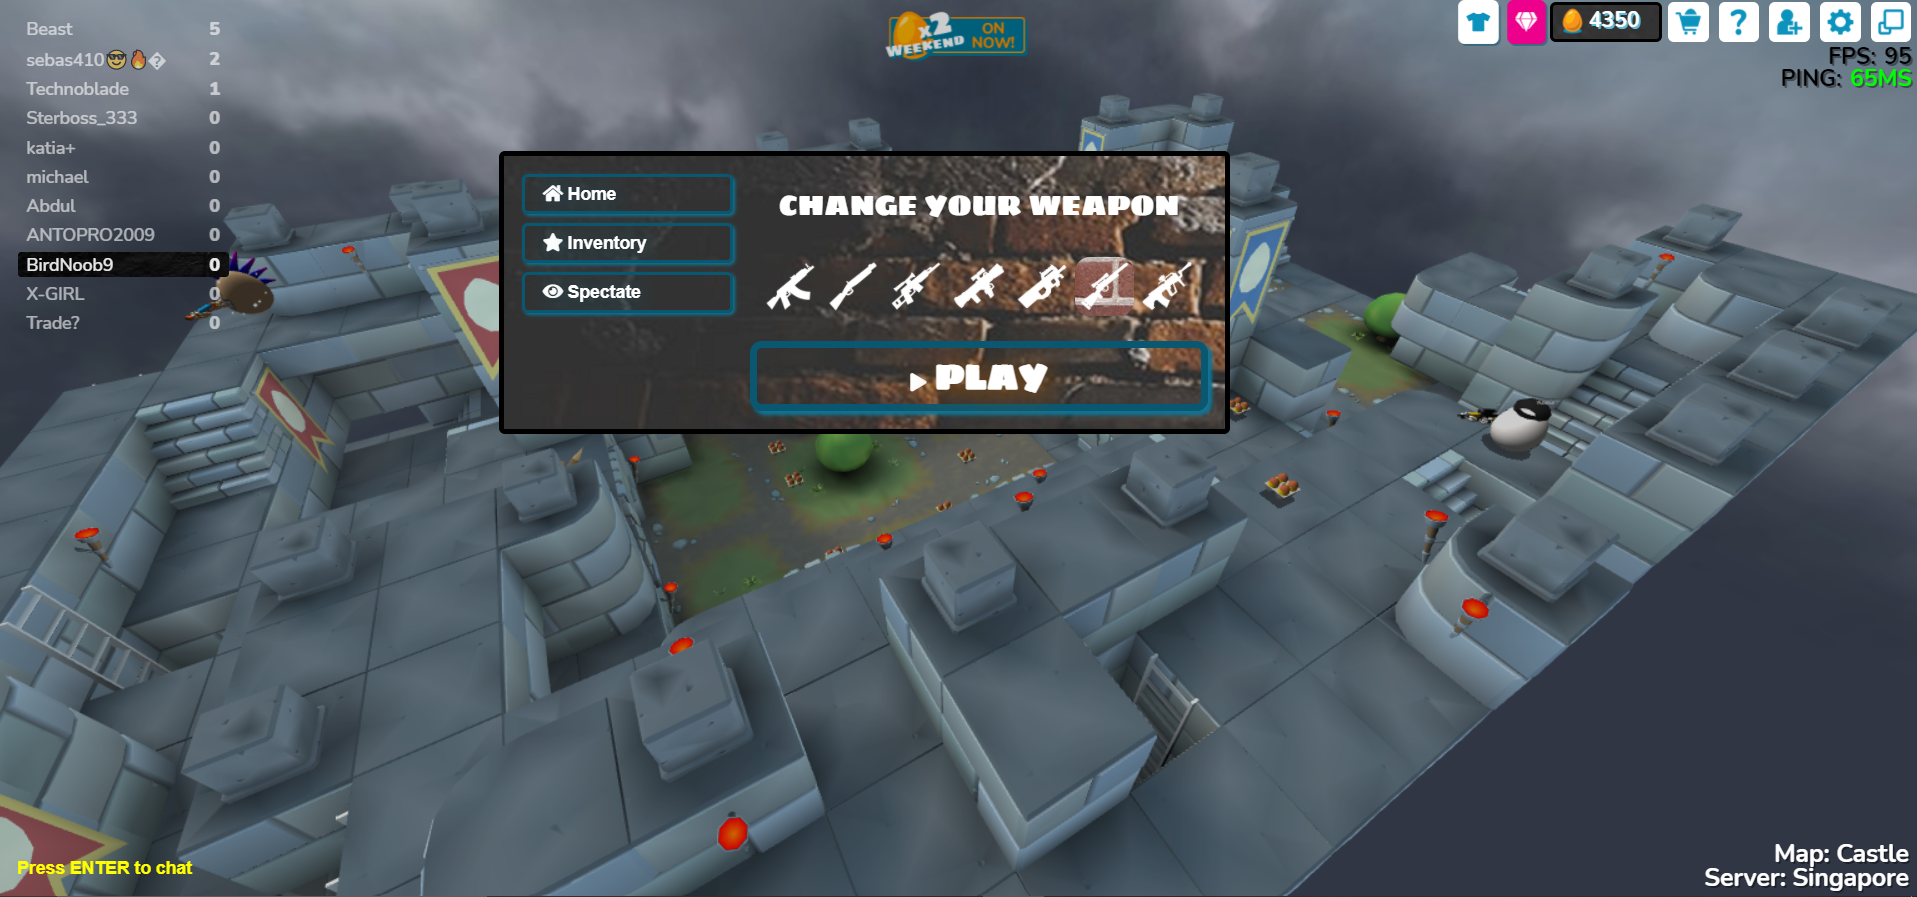 Beast 5
sebas410😎🔥� 2
Technoblade 1
Sterboss_333 0
katia+ 0
michael 0
Abdul 0
ANTOPRO2009 0
BirdNoob9 0
X-GIRL 0
Trade? 0
x2
WEEKEND
ON
NOW!
4350
?
FPS: 95
PING: 65MS
Home
Inventory
Spectate
CHANGE YOUR WEAPON
PLAY
Press ENTER to chat
Map: Castle
Server: Singapore